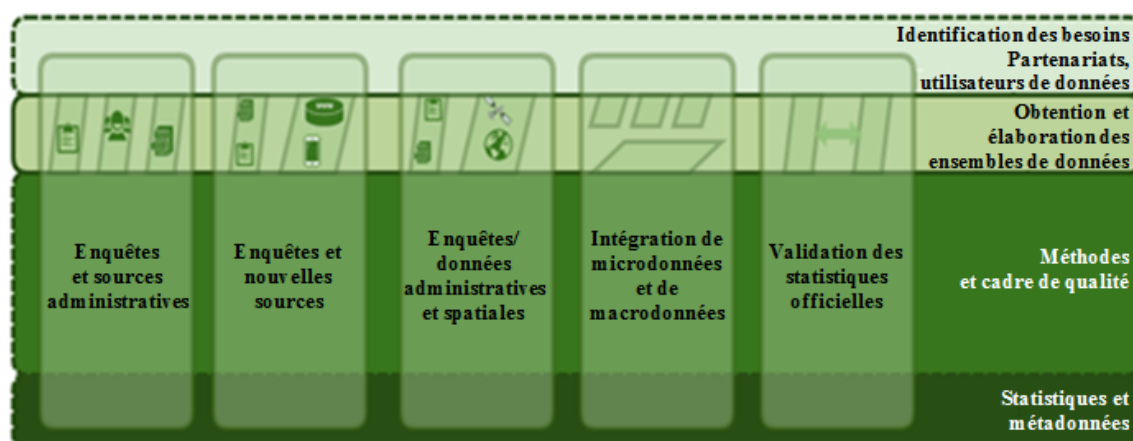 Identification des besoins
Partenariats,
utilisateurs de données
Obtention et
élaboration des
ensembles de données
Enquêtes
et sources
administratives
Enquêtes et
nouvelles
sources
Enquêtes/
données
administratives
et spatiales
Intégration de
microdonnées
et de
macrodonnées
Validation des
statistiques
officielles
Méthodes
et cadre de qualité
Statistiques et
métadonnées